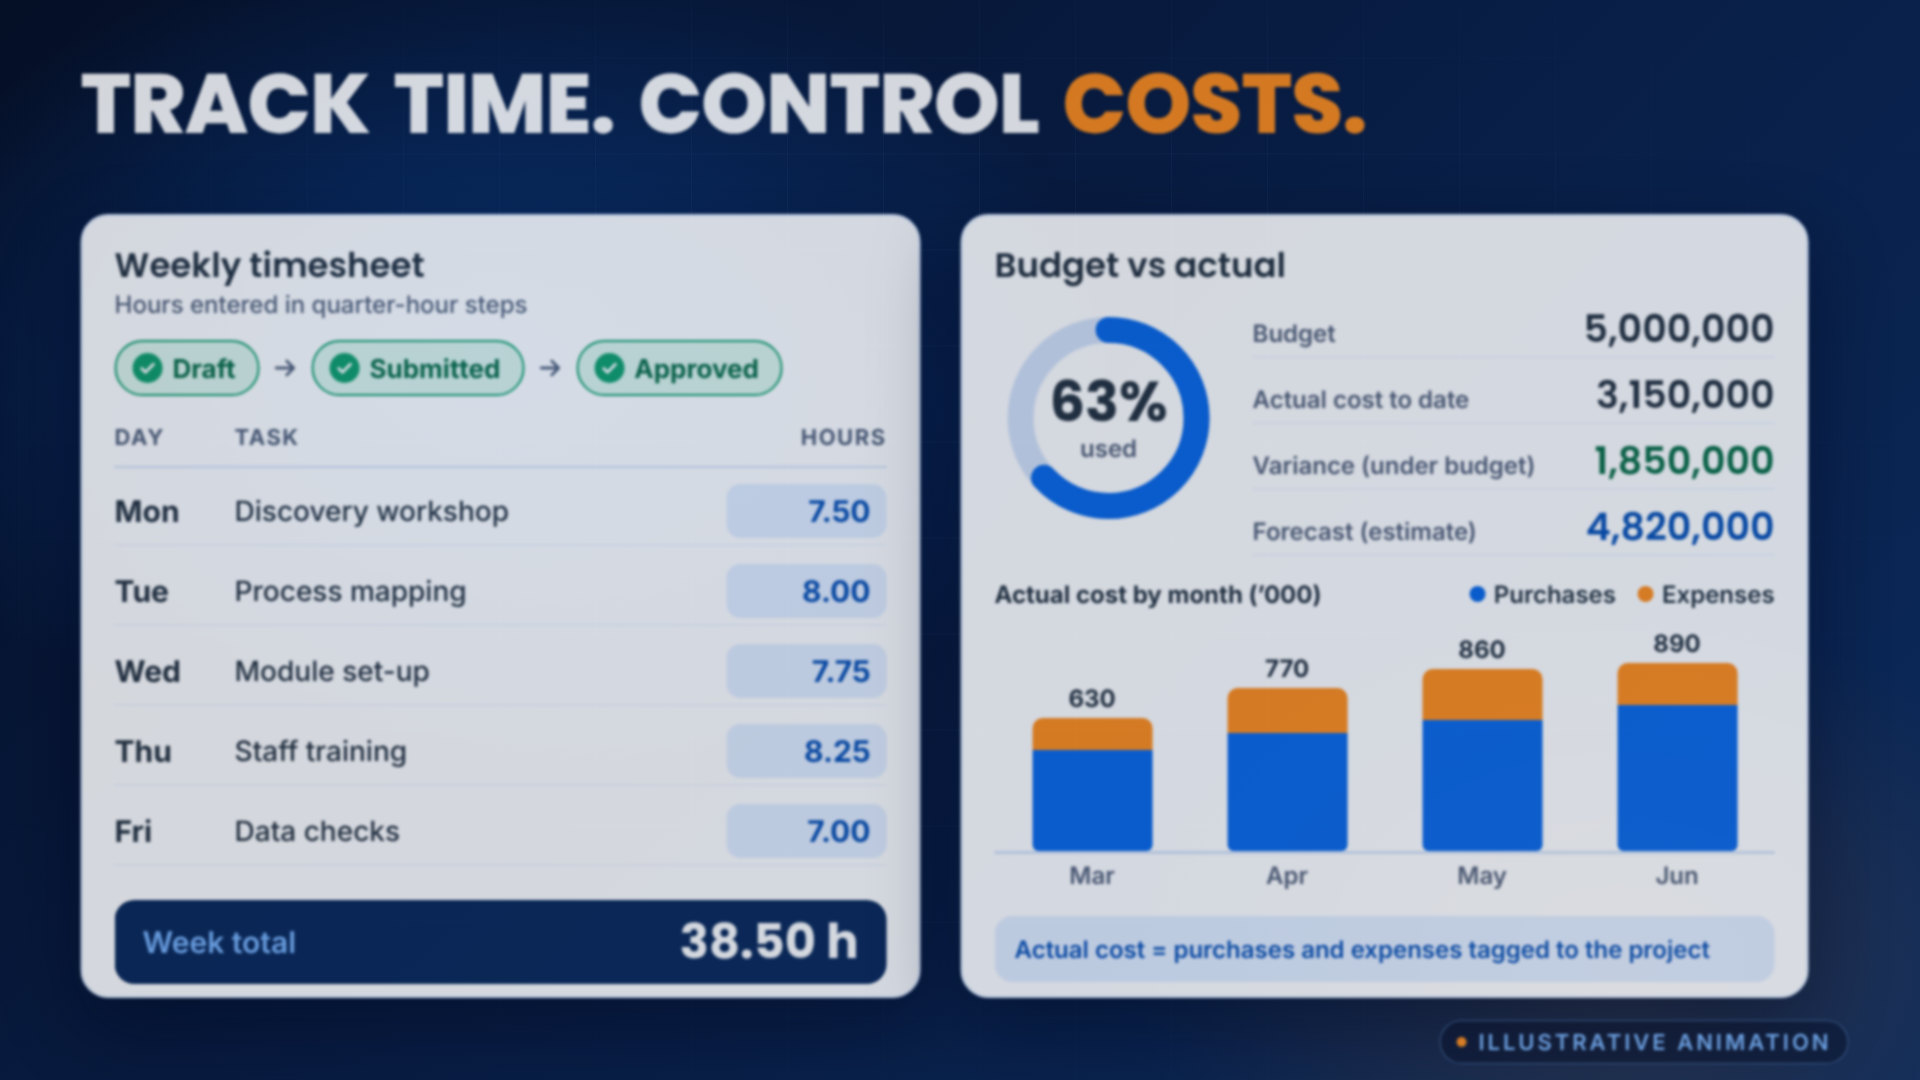 TRACK TIME. CONTROL COSTS.
Weekly timesheet
Hours entered in quarter-hour steps
Draft → Submitted → Approved
DAY TASK HOURS
Mon Discovery workshop 7.50
Tue Process mapping 8.00
Wed Module set-up 7.75
Thu Staff training 8.25
Fri Data checks 7.00
Week total 38.50 h
Budget vs actual
63%
used
Budget 5,000,000
Actual cost to date 3,150,000
Variance (under budget) 1,850,000
Forecast (estimate) 4,820,000
Actual cost by month (’000) Purchases Expenses
630 770 860 890
Mar Apr May Jun
Actual cost = purchases and expenses tagged to the project
ILLUSTRATIVE ANIMATION